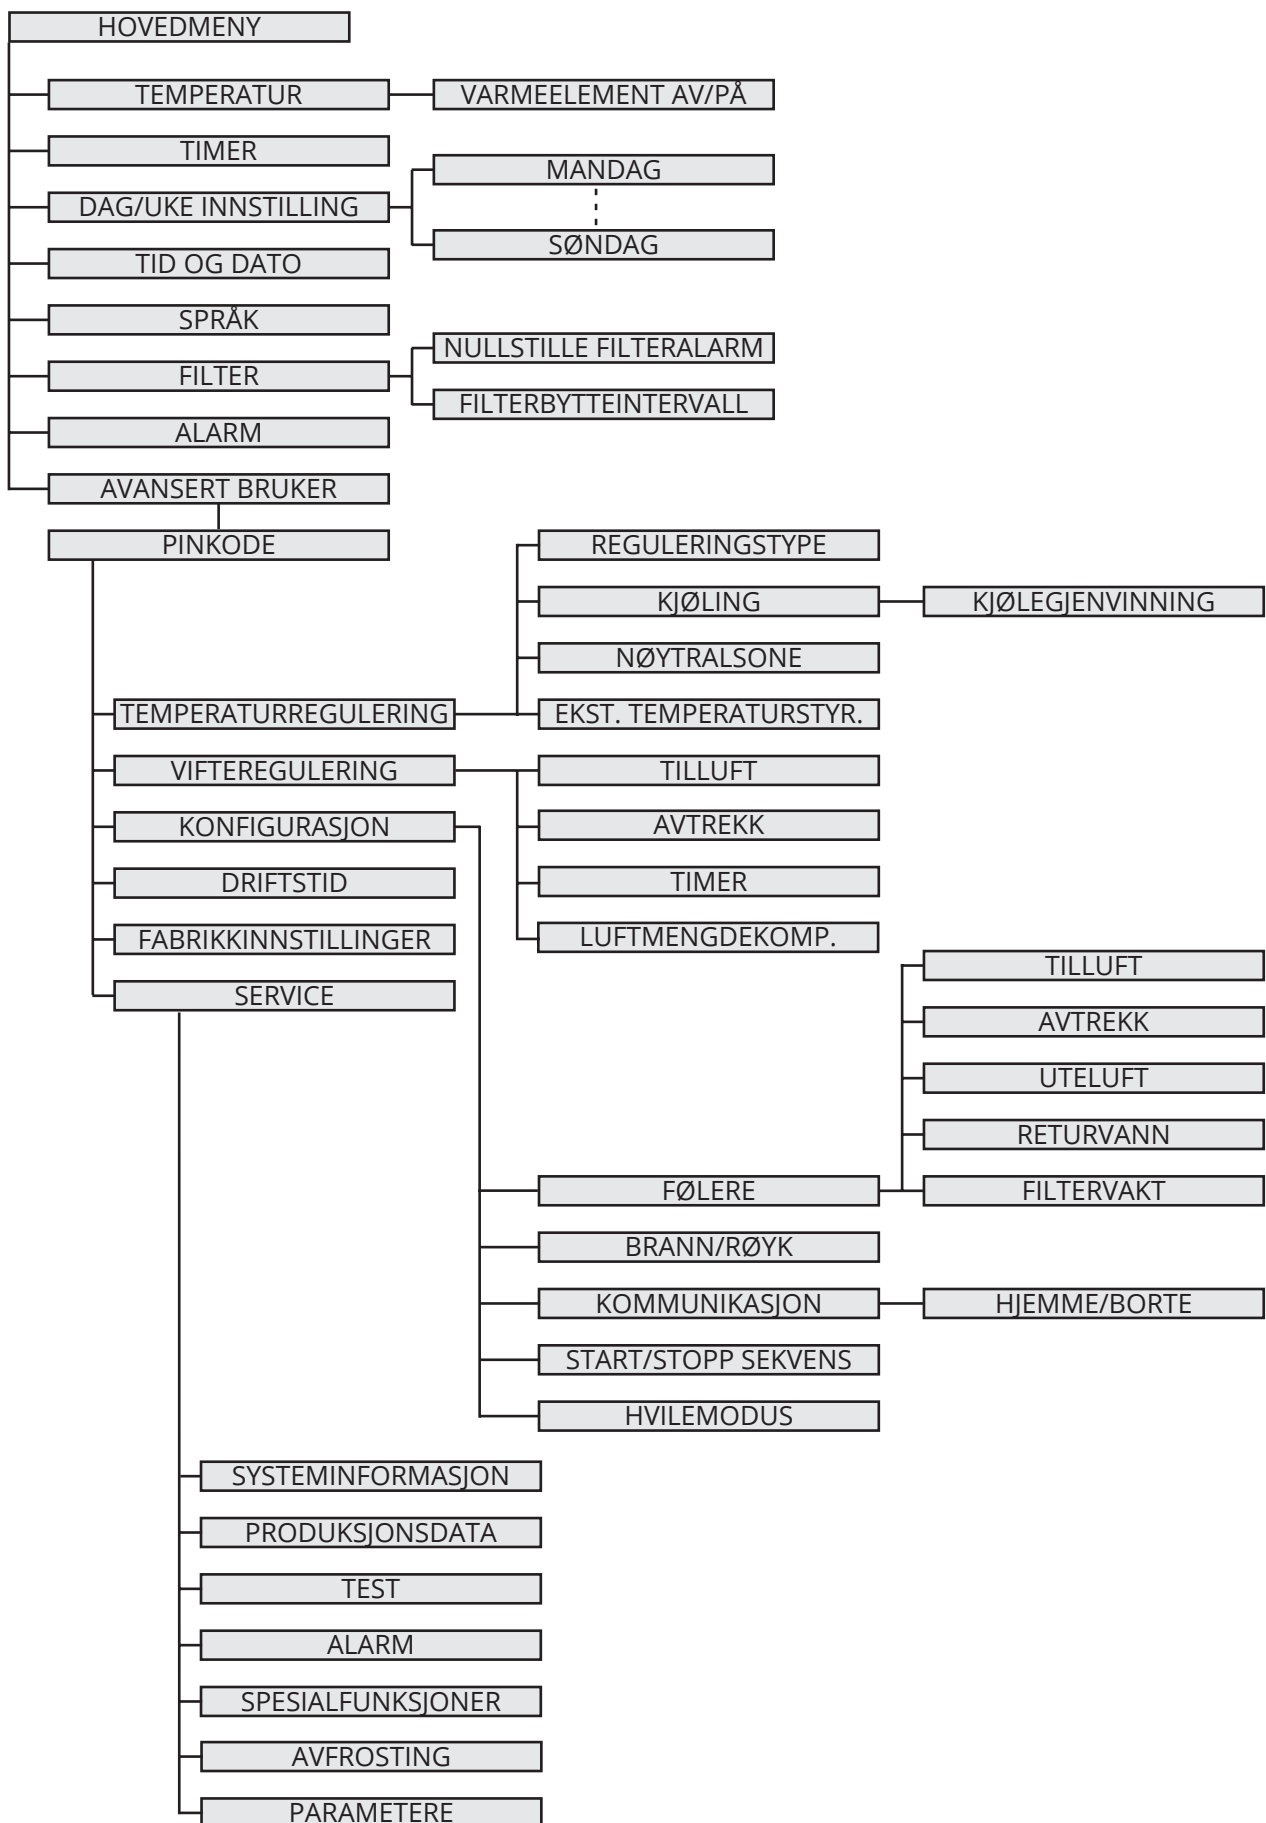 HOVEDMENY
TEMPERATUR
VARMEELEMENT AV/PÅ
TIMER
MANDAG
DAG/UKE INNSTILLING
SØNDAG
TID OG DATO
SPRÅK
NULLSTILLE FILTERALARM
FILTER
FILTERBYTTEINTERVALL
ALARM
AVANSERT BRUKER
PINKODE
REGULERINGSTYPE
KJØLING
KJØLEGJENVINNING
NØYTRALSONE
TEMPERATURREGULERING
EKST. TEMPERATURSTYR.
VIFTEREGULERING
TILLUFT
KONFIGURASJON
AVTREKK
DRIFTSTID
TIMER
FABRIKKINNSTILLINGER
LUFTMENGDEKOMP.
SERVICE
TILLUFT
AVTREKK
UTELUFT
RETURVANN
FØLERE
FILTERVAKT
BRANN/RØYK
KOMMUNIKASJON
HJEMME/BORTE
START/STOPP SEKVENS
HVILEMODUS
SYSTEMINFORMASJON
PRODUKSJONSDATA
TEST
ALARM
SPESIALFUNKSJONER
AVFROSTING
PARAMETERE